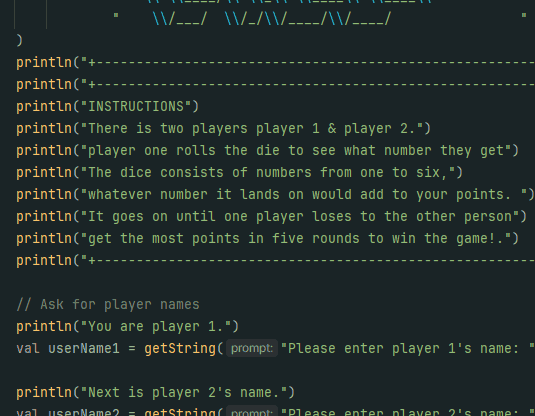 "  \\/___/  \\/_/\\/____/\\/____/  "
)
println("+------------------------------------------------------
println("+------------------------------------------------------
println("INSTRUCTIONS")
println("There is two players player 1 & player 2.")
println("player one rolls the die to see what number they get")
println("The dice consists of numbers from one to six,")
println("whatever number it lands on would add to your points. ")
println("It goes on until one player loses to the other person")
println("get the most points in five rounds to win the game!.")
println("+------------------------------------------------------
// Ask for player names
println("You are player 1.")
val userName1 = getString( prompt: "Please enter player 1's name: "
println("Next is player 2's name.")
val userName2 = getString( prompt: "Please enter player 2's name: "